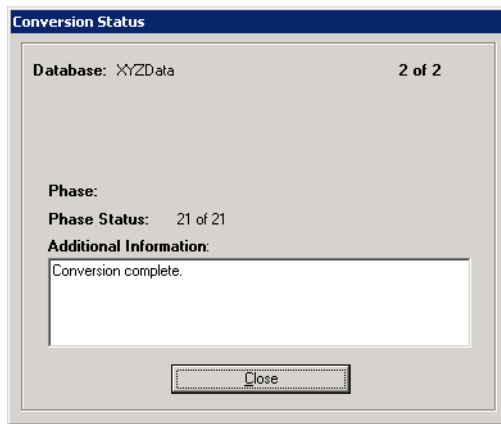 Conversion Status
Database: XYZData 2 of 2
Phase:
Phase Status: 21 of 21
Additional Information:
Conversion complete.
Close